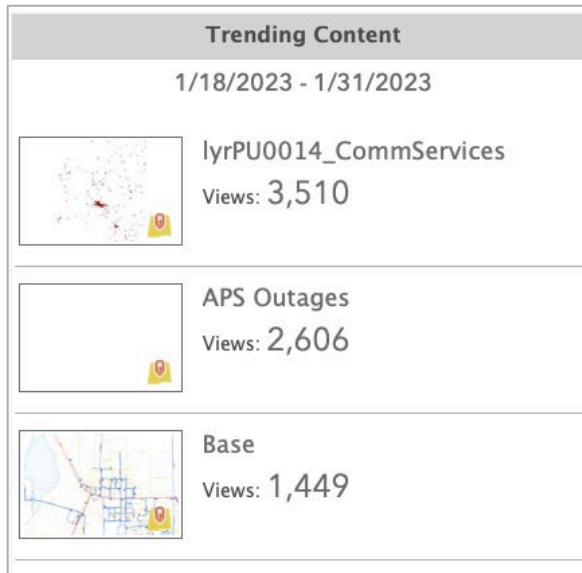 Trending Content
1/18/2023 - 1/31/2023
lyrPU0014_CommServices
Views: 3,510
APS Outages
Views: 2,606
Base
Views: 1,449